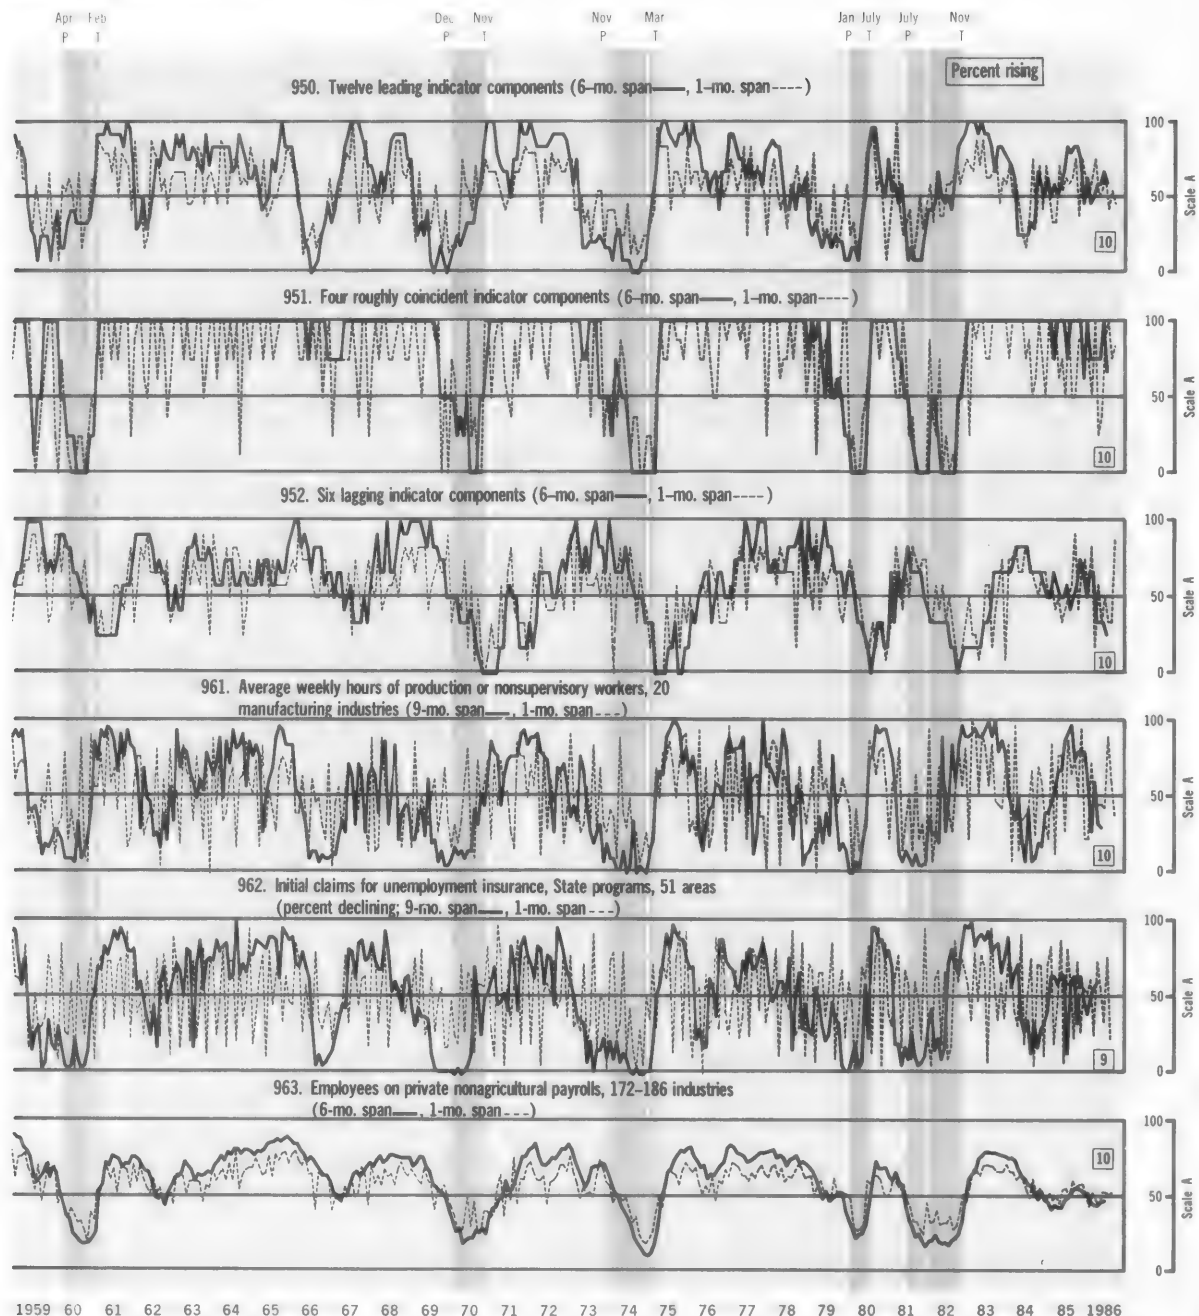 Apr Feb Dec Nov Nov Mar Jan July July Nov
P T P T P T P T P T
Percent rising
950. Twelve leading indicator components (6-mo. span——, 1-mo. span----)
100
50
0
Scale A
10
951. Four roughly coincident indicator components (6-mo. span——, 1-mo. span----)
100
50
0
Scale A
10
952. Six lagging indicator components (6-mo. span——, 1-mo. span----)
100
50
0
Scale A
10
961. Average weekly hours of production or nonsupervisory workers, 20
manufacturing industries (9-mo. span——, 1-mo. span---)
100
50
0
Scale A
10
962. Initial claims for unemployment insurance, State programs, 51 areas
(percent declining; 9-mo. span——, 1-mo. span---)
100
50
0
Scale A
9
963. Employees on private nonagricultural payrolls, 172-186 industries
(6-mo. span——, 1-mo. span---)
100
50
0
Scale A
10
1959 60 61 62 63 64 65 66 67 68 69 70 71 72 73 74 75 76 77 78 79 80 81 82 83 84 85 1986